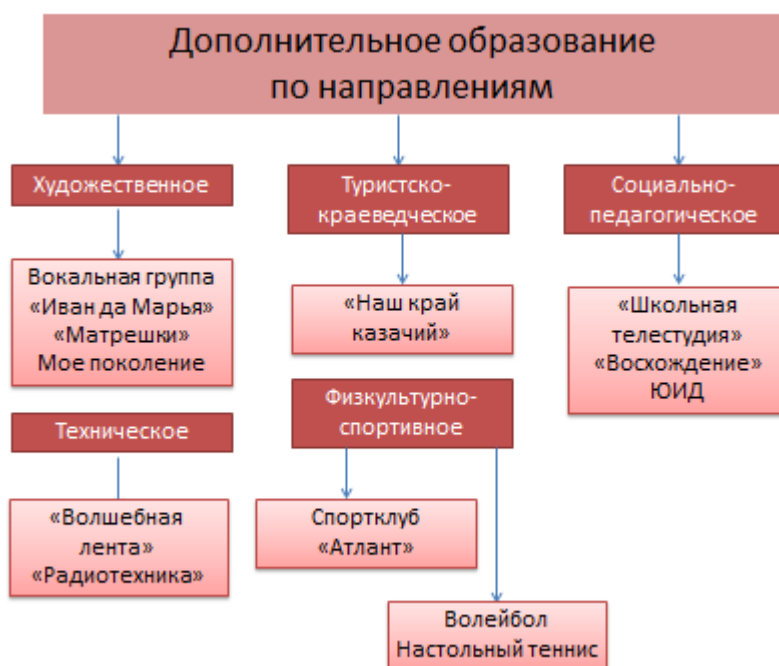 Дополнительное образование
по направлениям
Художественное
Туристско-
краеведческое
Социально-
педагогическое
Вокальная группа
«Иван да Марья»
«Матрешки»
Мое поколение
«Наш край
казачий»
«Школьная
телестудия»
«Восхождение»
ЮИД
Техническое
Физкультурно-
спортивное
«Волшебная
лента»
«Радиотехника»
Спортклуб
«Атлант»
Волейбол
Настольный теннис